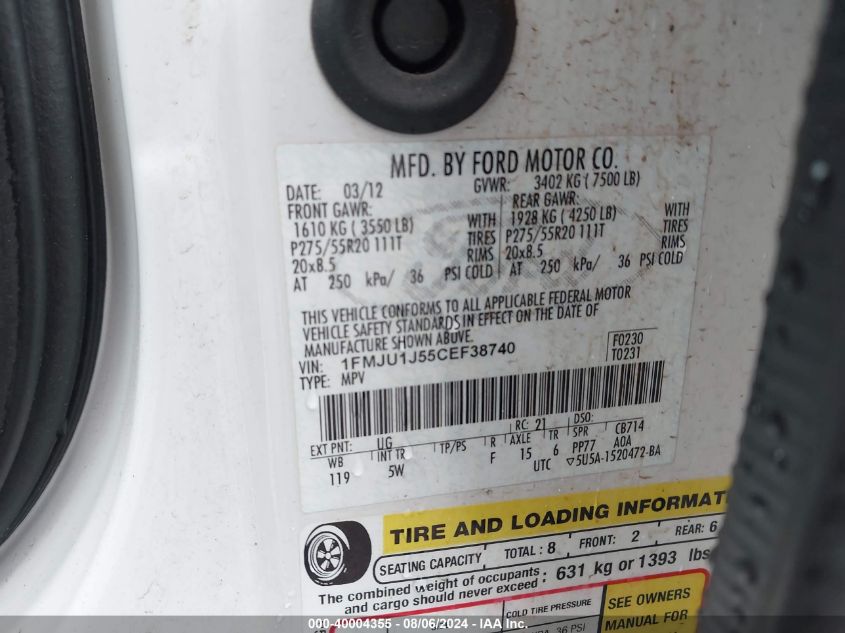 MFD. BY FORD MOTOR CO.
DATE: 03/12 GVWR: 3402 KG ( 7500 LB)
FRONT GAWR: REAR GAWR:
1610 KG ( 3550 LB) WITH 1928 KG ( 4250 LB) WITH
P275/55R20 111T TIRES P275/55R20 111T TIRES
20x8.5 RIMS 20x8.5 RIMS
AT 250 kPa/ 36 PSI COLD AT 250 kPa/ 36 PSI COLD
THIS VEHICLE CONFORMS TO ALL APPLICABLE FEDERAL MOTOR
VEHICLE SAFETY STANDARDS IN EFFECT ON THE DATE OF
MANUFACTURE SHOWN ABOVE.
VIN: 1FMJU1J55CEF38740 F0230
TYPE: MPV T0231
EXT PNT: UG RC: 21 DSO:
WB INT TR TP/PS R AXLE TR SPR CB714
119 5W F 15 6 PP77 AOA
UTC ▽5U5A-1520472-BA
TIRE AND LOADING INFORMAT
SEATING CAPACITY TOTAL : 8 FRONT: 2 REAR: 6
The combined weight of occupants and cargo should never exceed : 631 kg or 1393 lbs
COLD TIRE PRESSURE SEE OWNERS
36 PSI MANUAL FOR
000-40004355 - 08/06/2024 - IAA Inc.